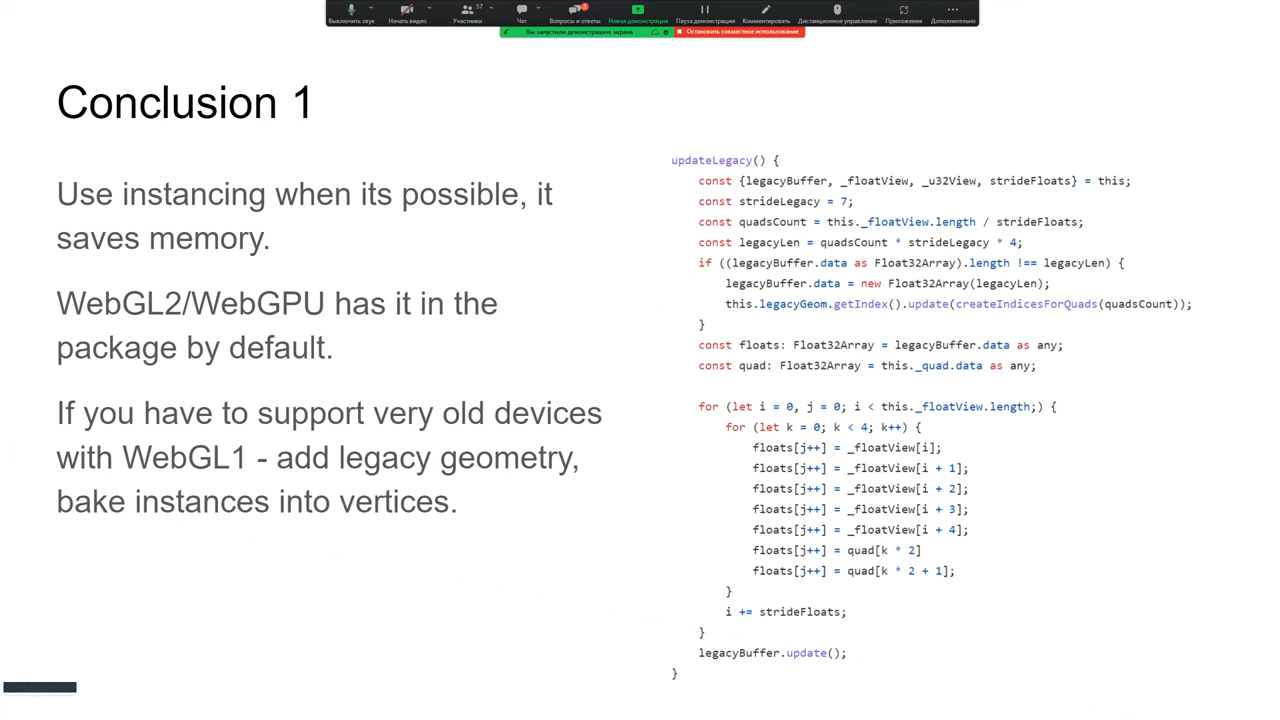 57
3
Выключить звук
Начать видео
Участники
Чат
Вопросы и ответы
Новая демонстрация
Пауза демонстрации
Комментировать
Дистанционное управление
Приложения
Дополнительно
Вы запустили демонстрацию экрана
Остановить совместное использование
Conclusion 1
Use instancing when its possible, it
saves memory.
WebGL2/WebGPU has it in the
package by default.
If you have to support very old devices
with WebGL1 - add legacy geometry,
bake instances into vertices.
updateLegacy() {
const {legacyBuffer, _floatView, _u32View, strideFloats} = this;
const strideLegacy = 7;
const quadsCount = this._floatView.length / strideFloats;
const legacyLen = quadsCount * strideLegacy * 4;
if ((legacyBuffer.data as Float32Array).length !== legacyLen) {
legacyBuffer.data = new Float32Array(legacyLen);
this.legacyGeom.getIndex().update(createIndicesForQuads(quadsCount));
}
const floats: Float32Array = legacyBuffer.data as any;
const quad: Float32Array = this._quad.data as any;
for (let i = 0, j = 0; i < this._floatView.length;) {
for (let k = 0; k < 4; k++) {
floats[j++] = _floatView[i];
floats[j++] = _floatView[i + 1];
floats[j++] = _floatView[i + 2];
floats[j++] = _floatView[i + 3];
floats[j++] = _floatView[i + 4];
floats[j++] = quad[k * 2]
floats[j++] = quad[k * 2 + 1];
}
i += strideFloats;
}
legacyBuffer.update();
}